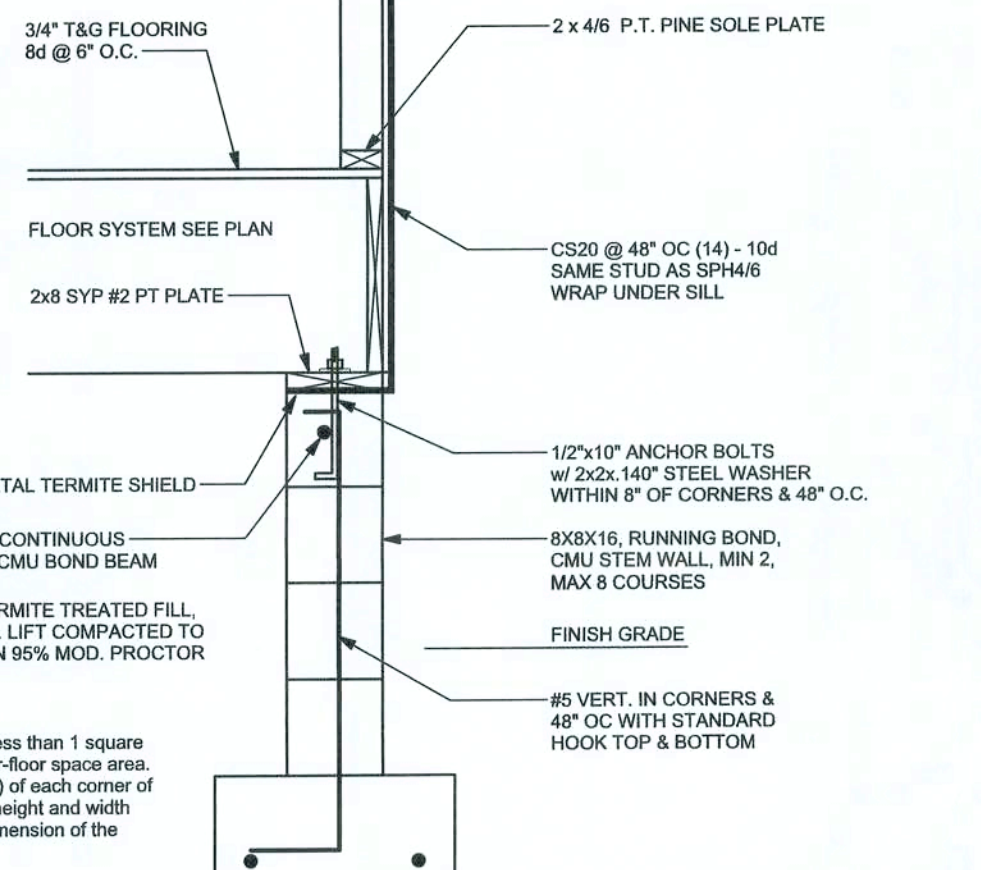 3/4" T&G FLOORING
8d @ 6" O.C.
2 x 4/6 P.T. PINE SOLE PLATE
FLOOR SYSTEM SEE PLAN
CS20 @ 48" OC (14) - 10d
SAME STUD AS SPH4/6
WRAP UNDER SILL
2x8 SYP #2 PT PLATE
1/2"x10" ANCHOR BOLTS
w/ 2x2x.140" STEEL WASHER
WITHIN 8" OF CORNERS & 48" O.C.
TAL TERMITE SHIELD
CONTINUOUS
CMU BOND BEAM
8X8X16, RUNNING BOND,
CMU STEM WALL, MIN 2,
MAX 8 COURSES
RMITE TREATED FILL,
LIFT COMPACTED TO
N 95% MOD. PROCTOR
FINISH GRADE
#5 VERT. IN CORNERS &
48" OC WITH STANDARD
HOOK TOP & BOTTOM
ess than 1 square
r-floor space area.
) of each corner of
height and width
mension of the